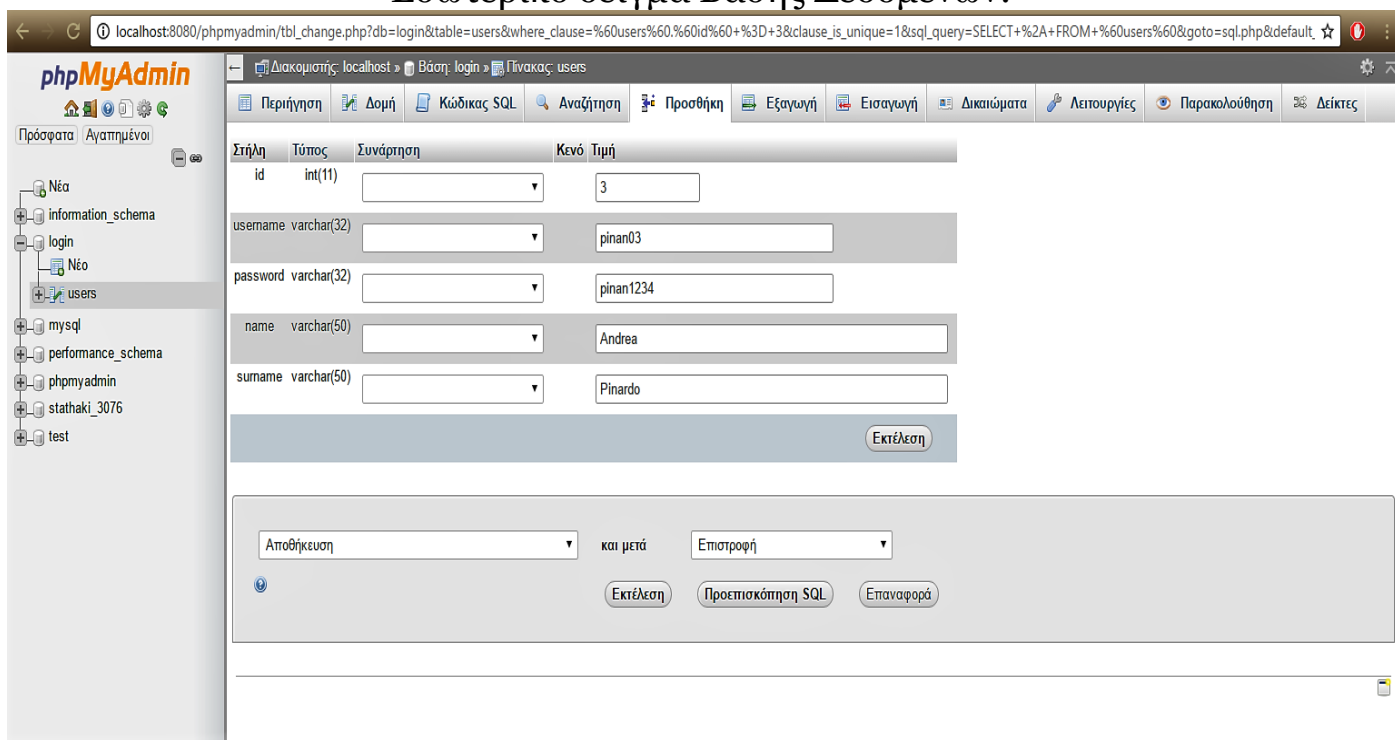 Εσωτερικό δείγμα Βάσης Δεδομένων:
localhost:8080/phpmyadmin/tbl_change.php?db=login&table=users&where_clause=%60users%60.%60id%60+%3D+3&clause_is_unique=1&sql_query=SELECT+%2A+FROM+%60users%60&goto=sql.php&default_
phpMyAdmin
Πρόσφατα Αγαπημένοι
Νέα
information_schema
login
Νέο
users
mysql
performance_schema
phpmyadmin
stathaki_3076
test
Διακομιστής: localhost » Βάση: login » Πίνακας: users
Περιήγηση Δομή Κώδικας SQL Αναζήτηση Προσθήκη Εξαγωγή Εισαγωγή Δικαιώματα Λειτουργίες Παρακολούθηση Δείκτες
Στήλη Τύπος Συνάρτηση Κενό Τιμή
id int(11) 3
username varchar(32) pinan03
password varchar(32) pinan1234
name varchar(50) Andrea
surname varchar(50) Pinardo
Εκτέλεση
Αποθήκευση και μετά Επιστροφή
Εκτέλεση Προεπισκόπηση SQL Επαναφορά